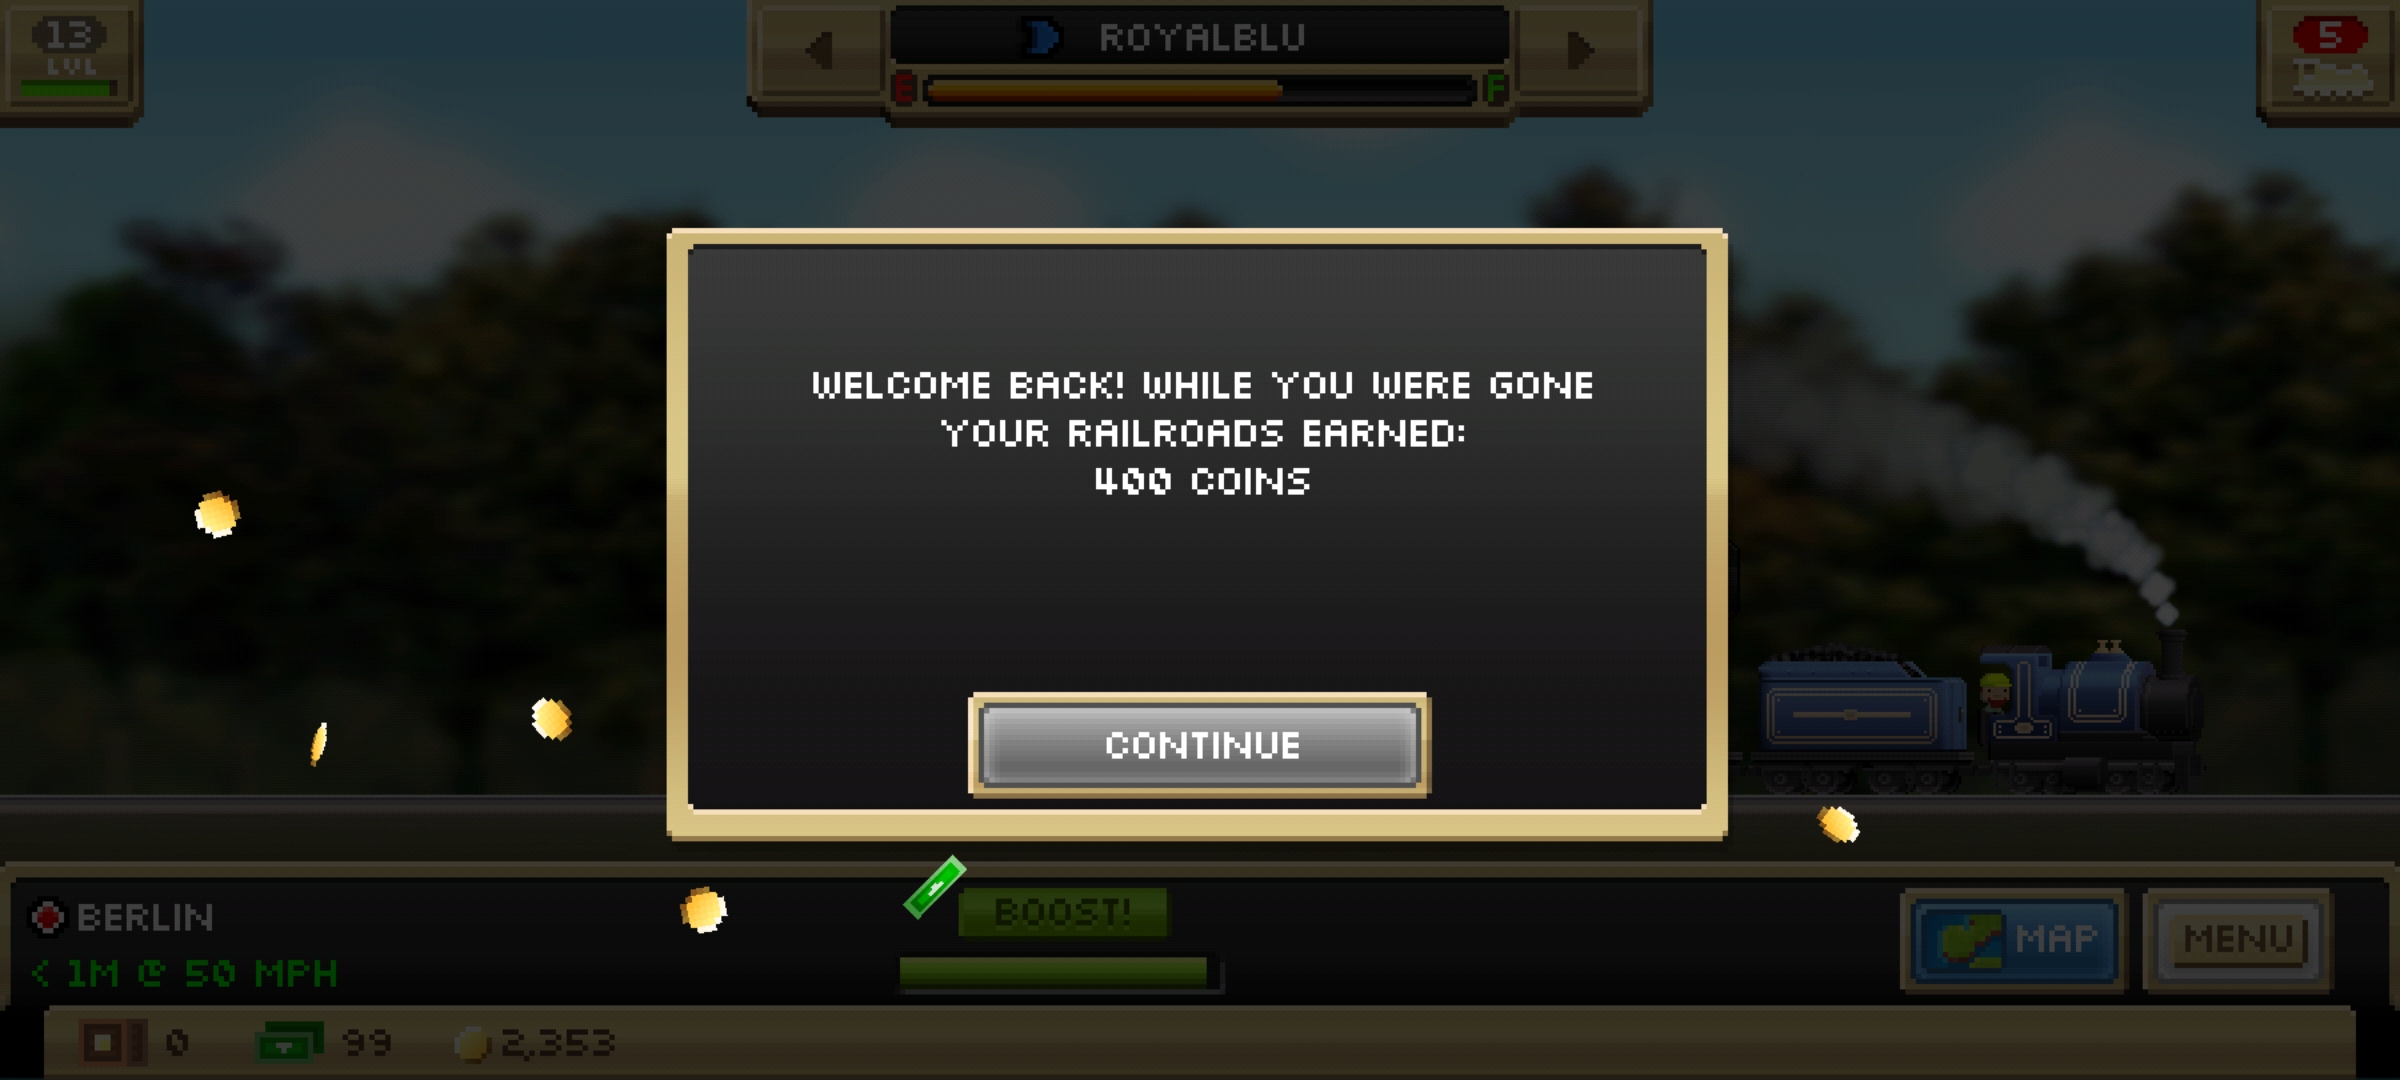 13
LVL
ROYALBLU
E F
5
WELCOME BACK! WHILE YOU WERE GONE
YOUR RAILROADS EARNED:
400 COINS
CONTINUE
BERLIN
< 1M @ 50 MPH
BOOST!
MAP
MENU
0 99 2,353